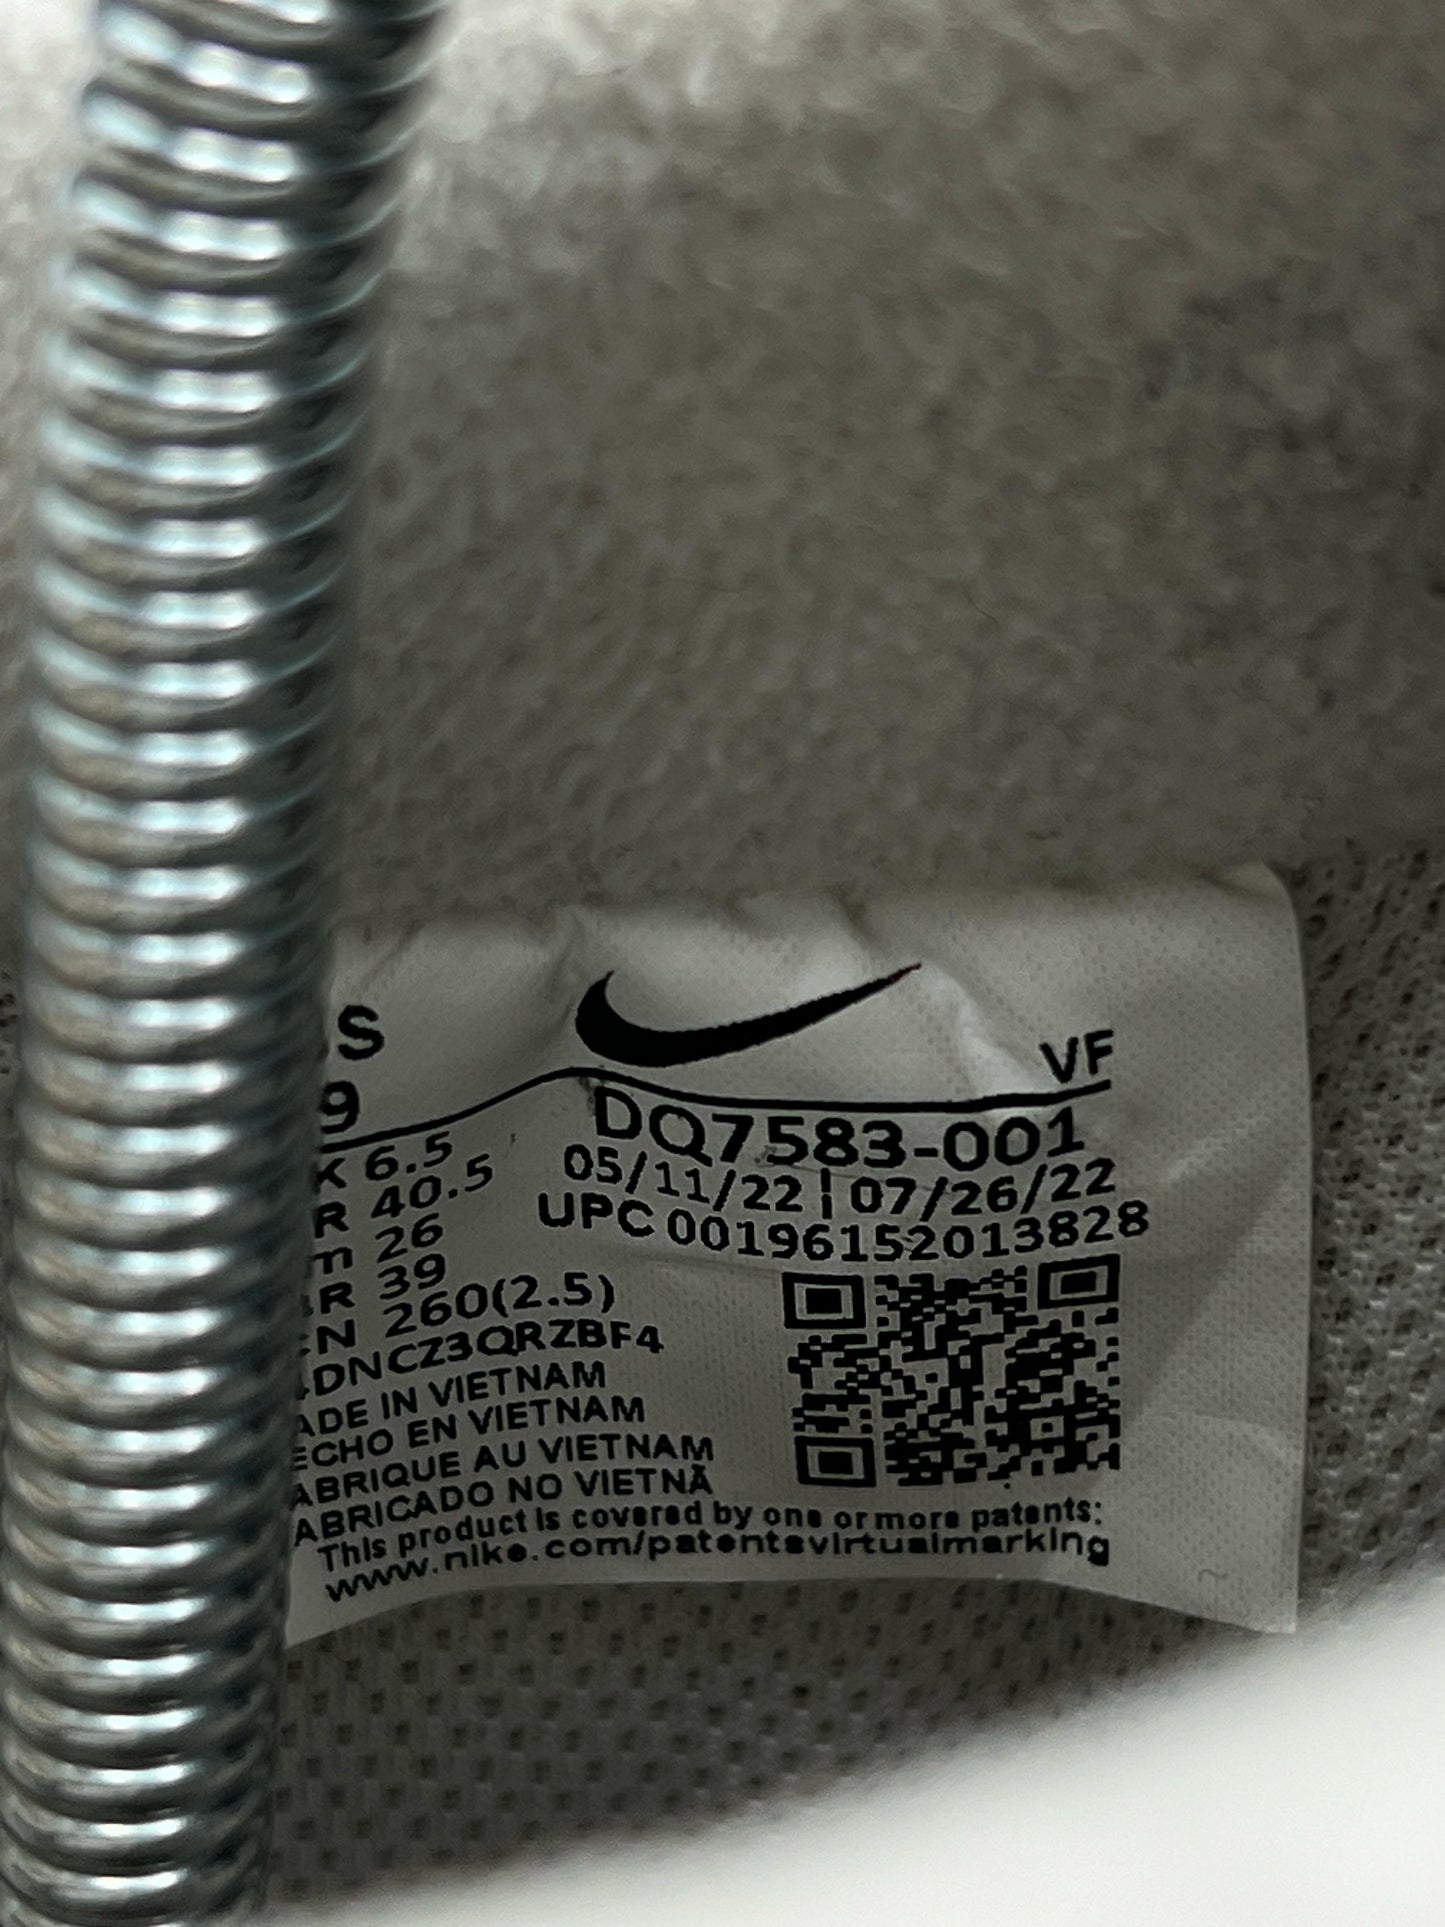 S
VF
9
DQ7583-001
K 6.5
05/11/22 | 07/26/22
R 40.5
UPC 00196152013828
m 26
R 39
N 260(2.5)
DNCZ3QRZBF4
ADE IN VIETNAM
ECHO EN VIETNAM
ABRIQUE AU VIETNAM
ABRICADO NO VIETNÃ
This product is covered by one or more patents:
www.nike.com/patentsvirtualmarking